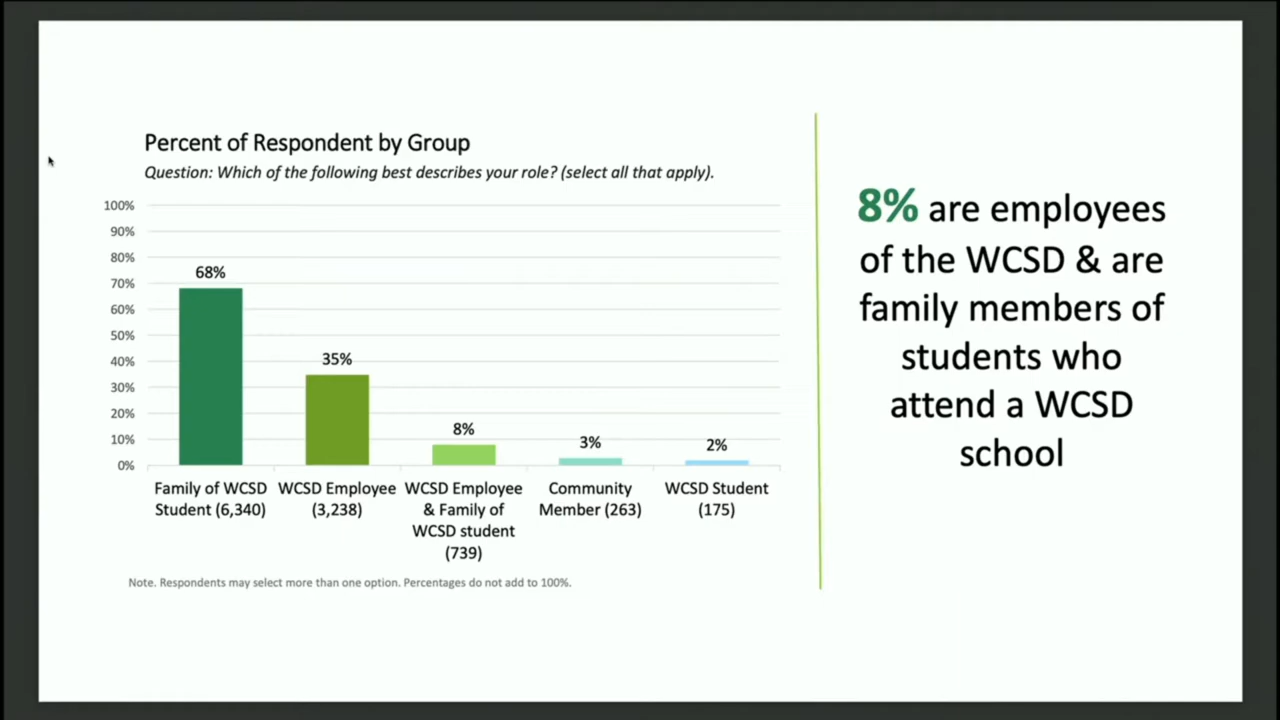 Percent of Respondent by Group
Question: Which of the following best describes your role? (select all that apply).
100%
90%
80%
70%
60%
50%
40%
30%
20%
10%
0%
68%
35%
8%
3%
2%
Family of WCSD
Student (6,340)
WCSD Employee
(3,238)
WCSD Employee
& Family of
WCSD student
(739)
Community
Member (263)
WCSD Student
(175)
Note. Respondents may select more than one option. Percentages do not add to 100%.
8% are employees
of the WCSD & are
family members of
students who
attend a WCSD
school